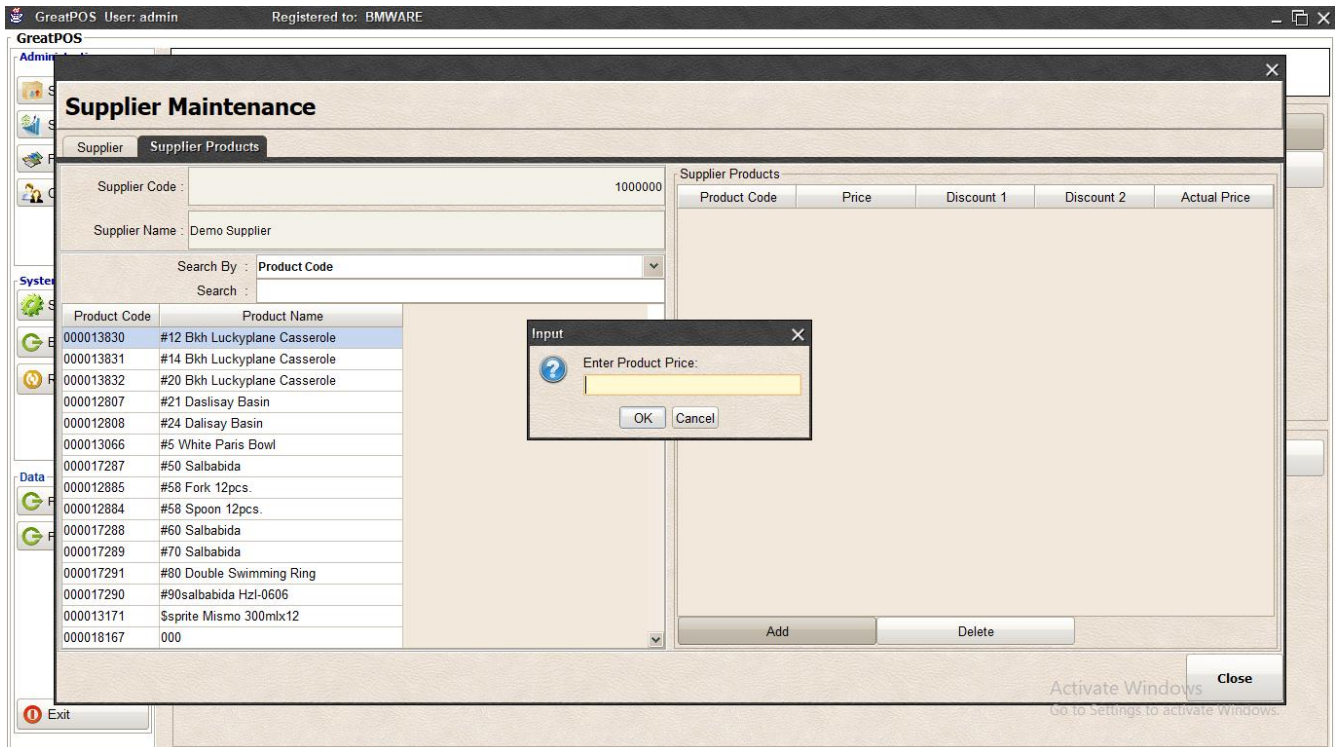 GreatPOS User: admin Registered to: BMWARE
GreatPOS
Supplier Maintenance
Supplier Supplier Products
Supplier Code : 1000000
Supplier Name : Demo Supplier
Search By : Product Code
Search :
Product Code Product Name
000013830 #12 Bkh Luckyplane Casserole
000013831 #14 Bkh Luckyplane Casserole
000013832 #20 Bkh Luckyplane Casserole
000012807 #21 Daslisay Basin
000012808 #24 Dalisay Basin
000013066 #5 White Paris Bowl
000017287 #50 Salbabida
000012885 #58 Fork 12pcs.
000012884 #58 Spoon 12pcs.
000017288 #60 Salbabida
000017289 #70 Salbabida
000017291 #80 Double Swimming Ring
000017290 #90salbabida Hzl-0606
000013171 $sprite Mismo 300mlx12
000018167 000
Supplier Products
Product Code Price Discount 1 Discount 2 Actual Price
Input
Enter Product Price:
OK Cancel
Add Delete
Close
Data
Exit
Activate Windows
Go to Settings to activate Windows.